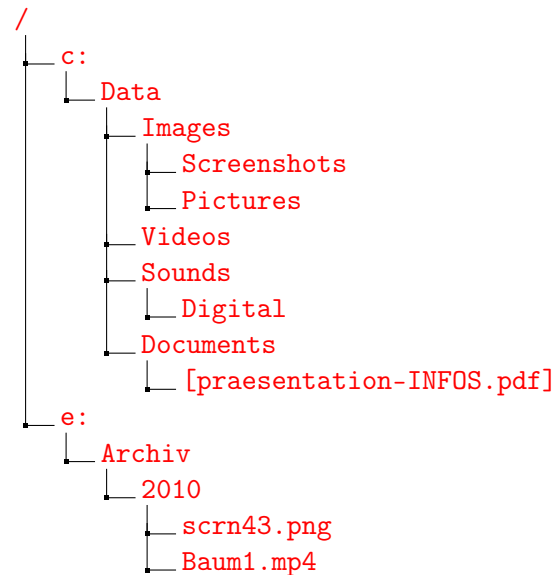 /
c:
Data
Images
Screenshots
Pictures
Videos
Sounds
Digital
Documents
[praesentation-INFOS.pdf]
e:
Archiv
2010
scrn43.png
Baum1.mp4